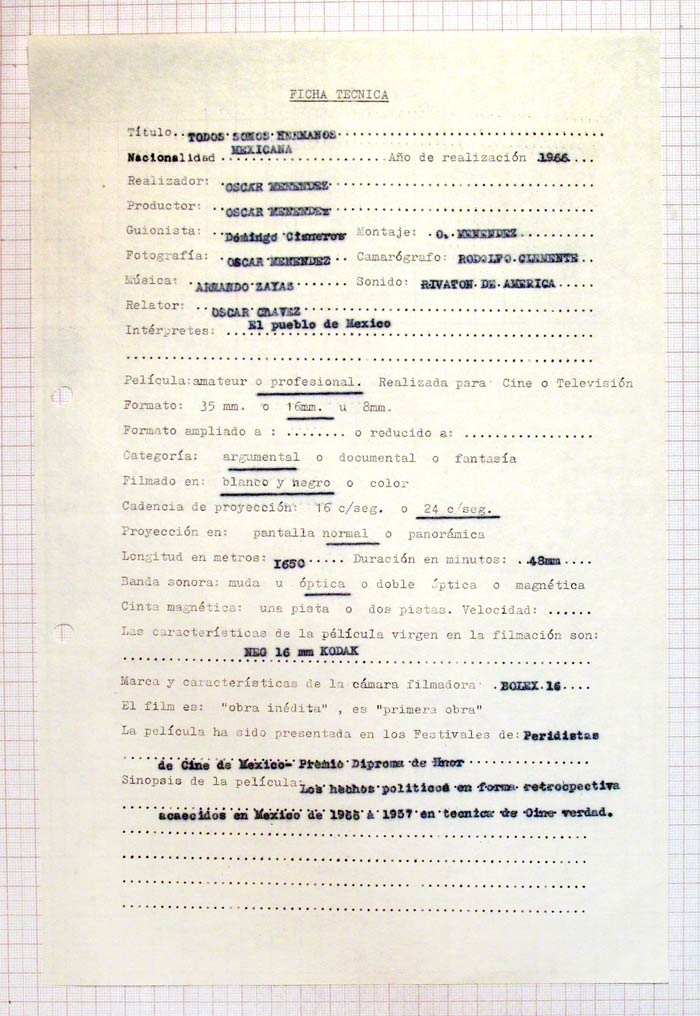 FICHA TECNICA
Título...TODOS SOMOS HERMANOS
Nacionalidad MEXICANA Año de realización 1966
Realizador: OSCAR MENENDEZ
Productor: OSCAR MENENDEZ
Guionista: Domingo Cisneros Montaje: O. MENENDEZ
Fotografía: OSCAR MENENDEZ Camarógrafo: RODOLFO CLEMENTE
Música: ARMANDO ZAYAS Sonido: RIVATON DE AMERICA
Relator: OSCAR CHAVEZ
Intérpretes: El pueblo de Mexico
Película: amateur o profesional. Realizada para Cine o Televisión
Formato: 35 mm. o 16mm. u 8mm.
Formato ampliado a : ........ o reducido a: ................
Categoría: argumental o documental o fantasía
Filmado en: blanco y negro o color
Cadencia de proyección: 16 c/seg. o 24 c/seg.
Proyección en: pantalla normal o panorámica
Longitud en metros: I650 ..... Duración en minutos: ..48mm....
Banda sonora: muda u óptica o doble óptica o magnética
Cinta magnética: una pista o dos pistas. Velocidad: ......
Las características de la película virgen en la filmación son:
NEG 16 mm KODAK
Marca y características de la cámara filmadora .BOLEX.16....
El film es: "obra inédita" , es "primera obra"
La película ha sido presentada en los Festivales de: Peridistas
de Cine de Mexico- Premio Diproma de Hnor
Sinopsis de la película: Los hechos politicos en forma retrocpectiva
acaecidos en Mexico de 1966 a 1957 en tecnica de Cine verdad.